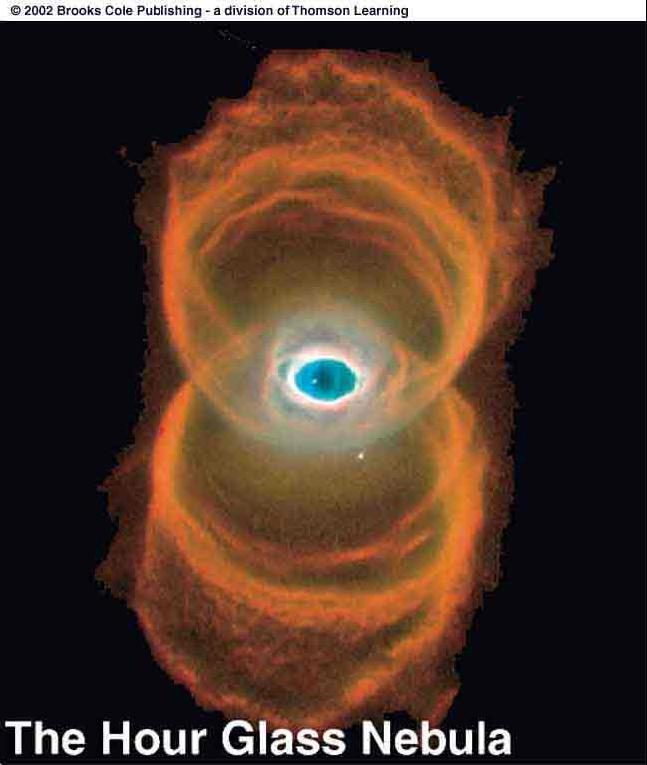 © 2002 Brooks Cole Publishing - a division of Thomson Learning
The Hour Glass Nebula